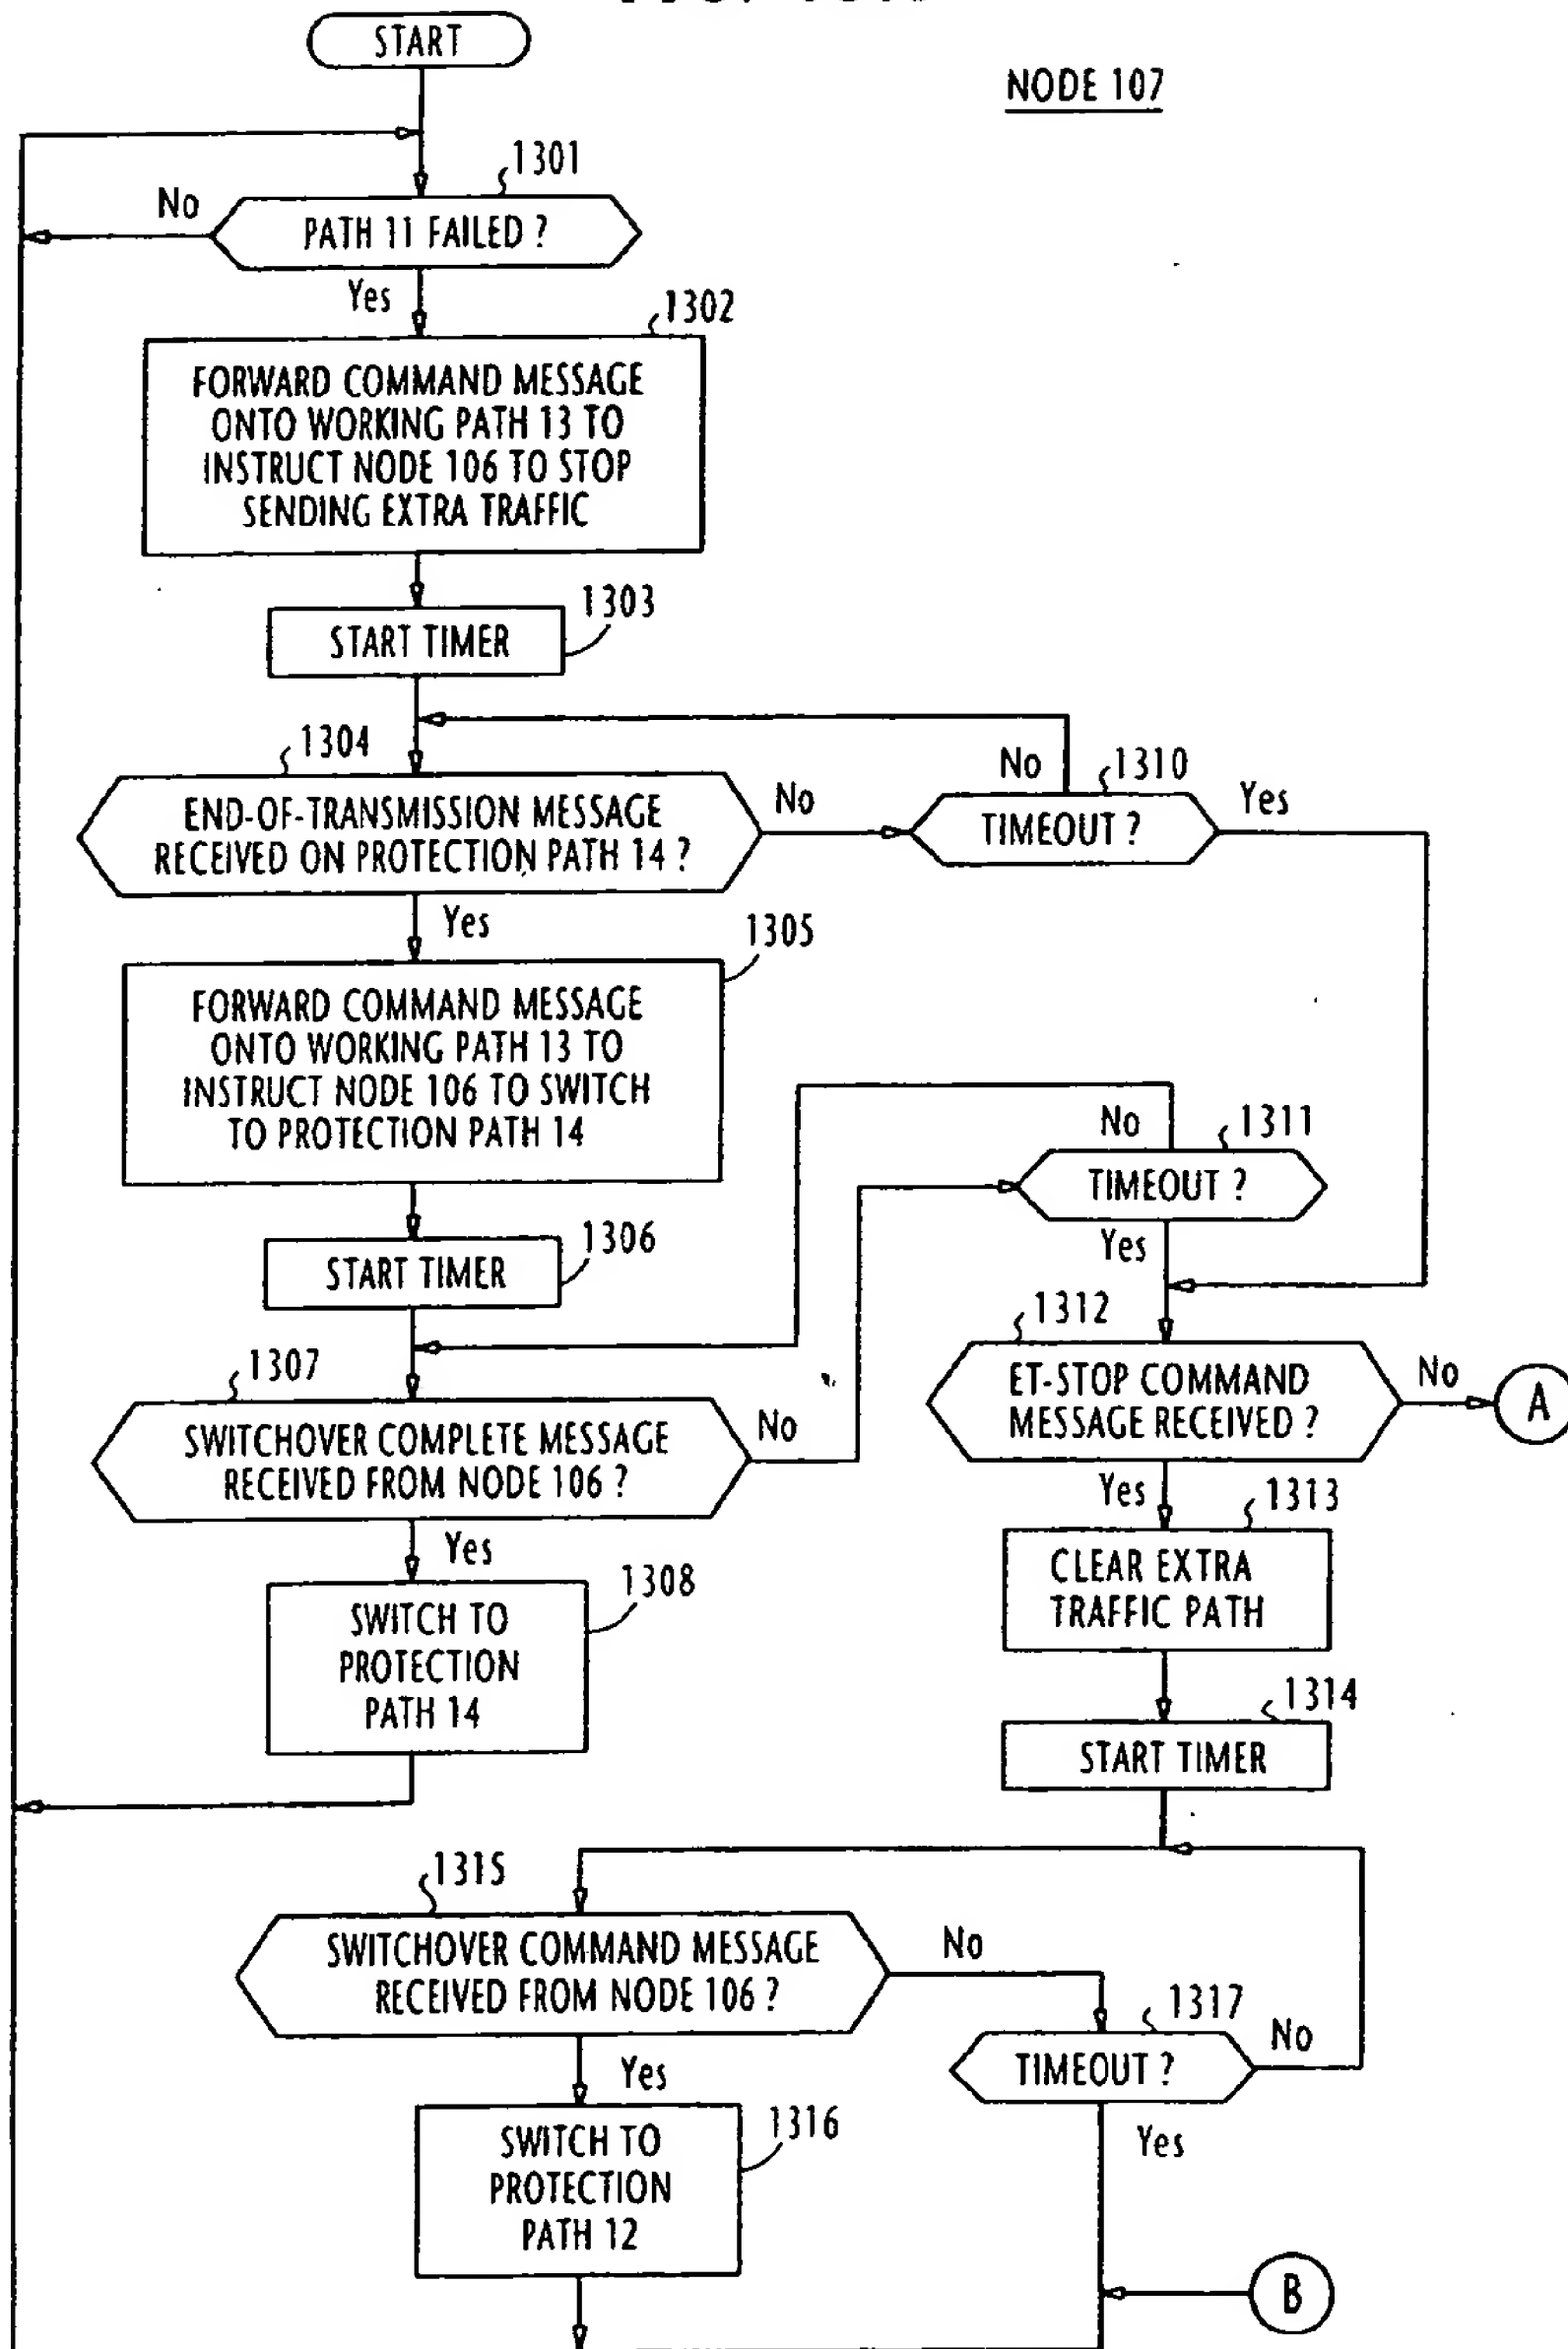 START
NODE 107
1301
No
PATH 11 FAILED ?
Yes
1302
FORWARD COMMAND MESSAGE
ONTO WORKING PATH 13 TO
INSTRUCT NODE 106 TO STOP
SENDING EXTRA TRAFFIC
1303
START TIMER
1304
END-OF-TRANSMISSION MESSAGE
RECEIVED ON PROTECTION PATH 14 ?
No
No
1310
TIMEOUT ?
Yes
Yes
1305
FORWARD COMMAND MESSAGE
ONTO WORKING PATH 13 TO
INSTRUCT NODE 106 TO SWITCH
TO PROTECTION PATH 14
No
1311
TIMEOUT ?
Yes
1306
START TIMER
1307
SWITCHOVER COMPLETE MESSAGE
RECEIVED FROM NODE 106 ?
No
1312
ET-STOP COMMAND
MESSAGE RECEIVED ?
No
A
Yes
1308
SWITCH TO
PROTECTION
PATH 14
Yes
1313
CLEAR EXTRA
TRAFFIC PATH
1314
START TIMER
1315
SWITCHOVER COMMAND MESSAGE
RECEIVED FROM NODE 106 ?
No
1317
TIMEOUT ?
No
Yes
1316
SWITCH TO
PROTECTION
PATH 12
Yes
B